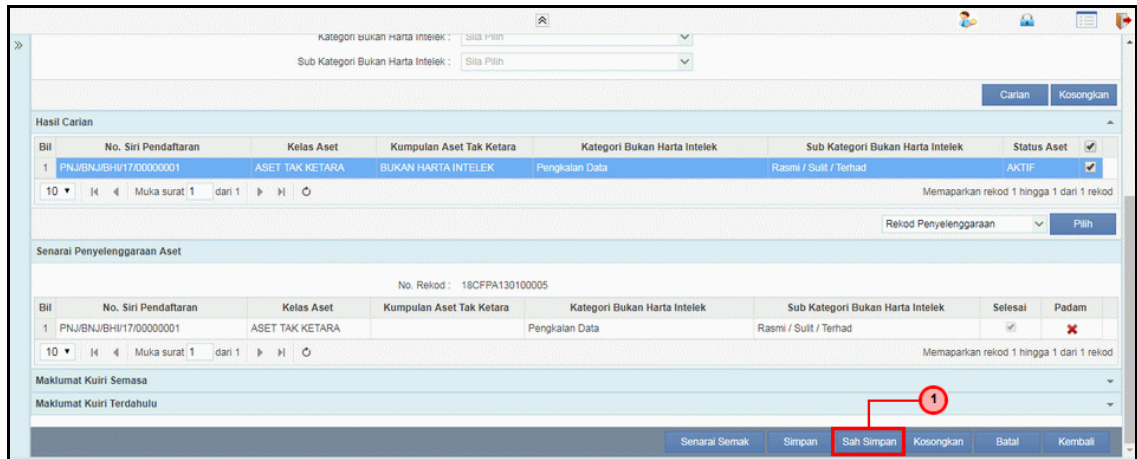 Kategori Bukan Harta Intelek : Sila Pilih
Sub Kategori Bukan Harta Intelek : Sila Pilih
Carian Kosongkan
Hasil Carian
Bil No. Siri Pendaftaran Kelas Aset Kumpulan Aset Tak Ketara Kategori Bukan Harta Intelek Sub Kategori Bukan Harta Intelek Status Aset
1 PNJ/BNJ/BHI/17/00000001 ASET TAK KETARA BUKAN HARTA INTELEK Pengkalan Data Rasmi / Sulit / Terhad AKTIF
10 Muka surat 1 dari 1 Memaparkan rekod 1 hingga 1 dari 1 rekod
Rekod Penyelenggaraan Pilih
Senarai Penyelenggaraan Aset
No. Rekod : 18CFPA130100005
Bil No. Siri Pendaftaran Kelas Aset Kumpulan Aset Tak Ketara Kategori Bukan Harta Intelek Sub Kategori Bukan Harta Intelek Selesai Padam
1 PNJ/BNJ/BHI/17/00000001 ASET TAK KETARA Pengkalan Data Rasmi / Sulit / Terhad
10 Muka surat 1 dari 1 Memaparkan rekod 1 hingga 1 dari 1 rekod
Maklumat Kuiri Semasa
Maklumat Kuiri Terdahulu
1
Senarai Semak Simpan Sah Simpan Kosongkan Batal Kembali